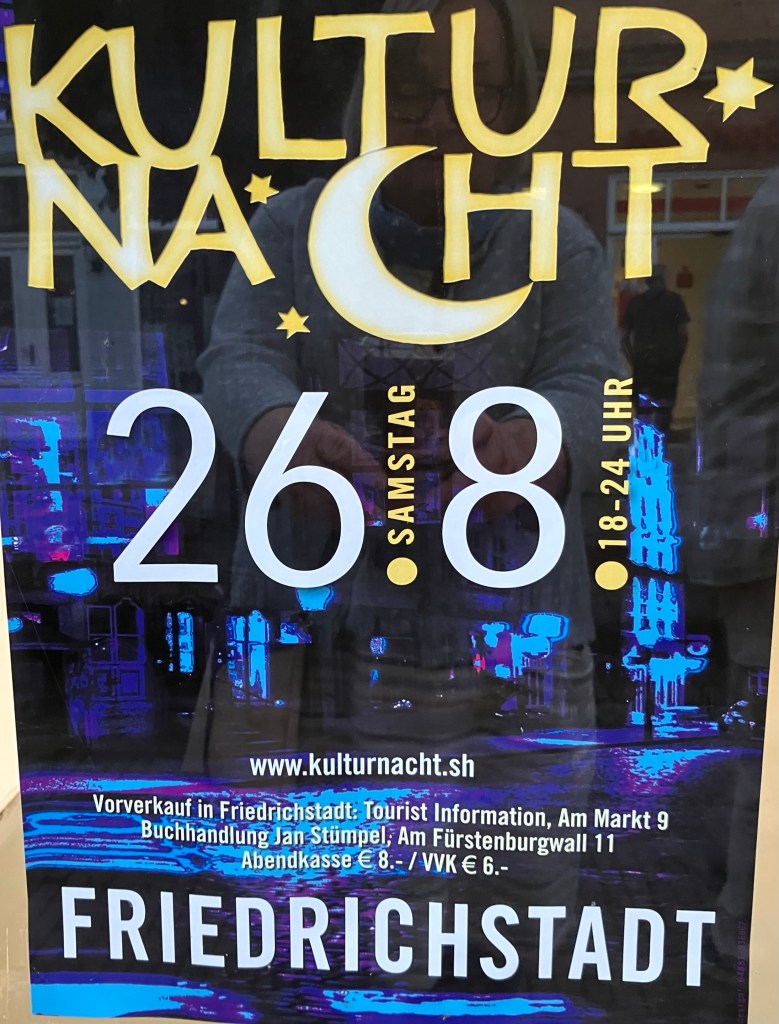 KULTUR
NACHT
26.8.
SAMSTAG
18-24 UHR
www.kulturnacht.sh
Vorverkauf in Friedrichstadt: Tourist Information, Am Markt 9
Buchhandlung Jan Stümpel, Am Fürstenburgwall 11
Abendkasse € 8.- / VVK € 6.-
FRIEDRICHSTADT